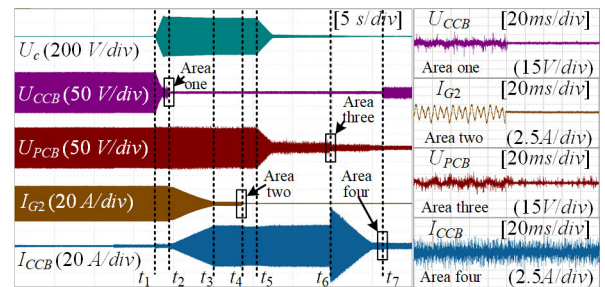 [5 s/div]
U_c (200 V/div)
Area one
U_CCB (50 V/div)
Area three
U_PCB (50 V/div)
Area two
Area four
I_G2 (20 A/div)
I_CCB (20 A/div)
t_1 t_2 t_3 t_4 t_5 t_6 t_7
U_CCB [20ms/div]
Area one (15V/div)
I_G2 [20ms/div]
Area two (2.5A/div)
U_PCB [20ms/div]
Area three (15V/div)
I_CCB [20ms/div]
Area four (2.5A/div)